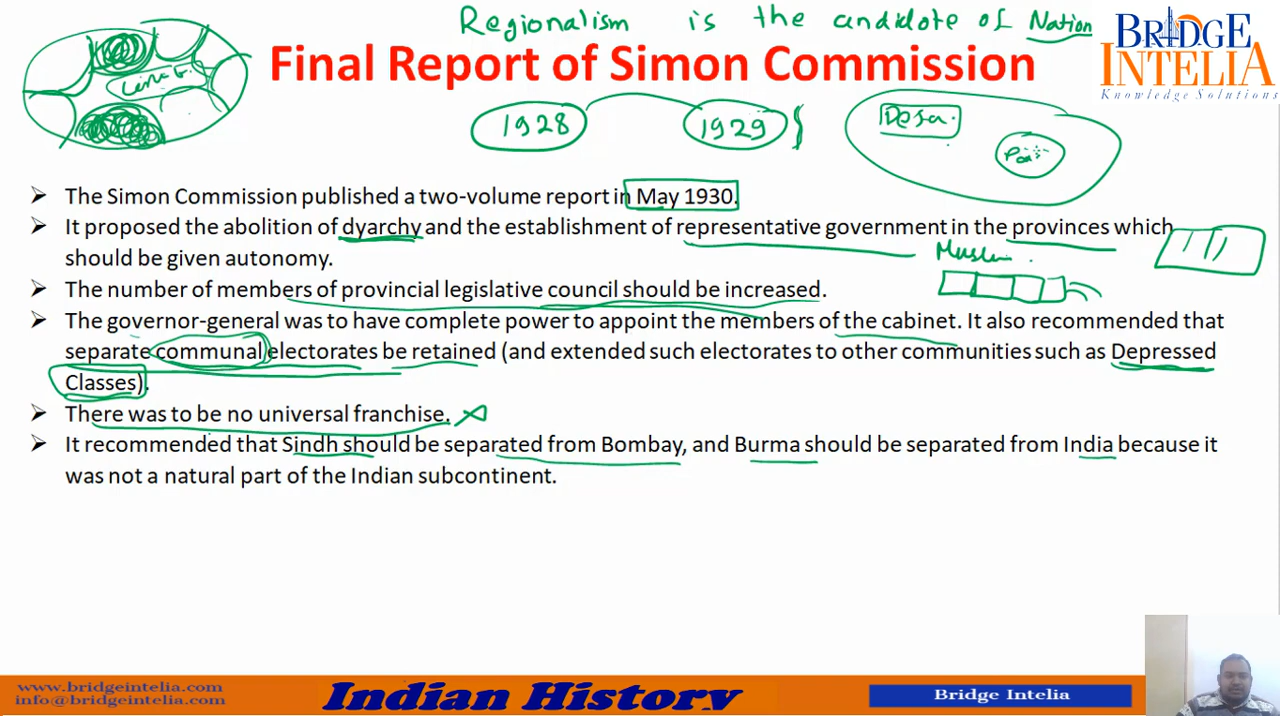 Regionalism is the candidate of Nation
BRIDGE
INTELIA
Knowledge Solutions
Final Report of Simon Commission
1928 1929
➤ The Simon Commission published a two-volume report in May 1930.
➤ It proposed the abolition of dyarchy and the establishment of representative government in the provinces which
should be given autonomy.
Muslim
➤ The number of members of provincial legislative council should be increased.
➤ The governor-general was to have complete power to appoint the members of the cabinet. It also recommended that
separate communal electorates be retained (and extended such electorates to other communities such as Depressed
Classes).
➤ There was to be no universal franchise.
➤ It recommended that Sindh should be separated from Bombay, and Burma should be separated from India because it
was not a natural part of the Indian subcontinent.
www.bridgeintelia.com
info@bridgeintelia.com
Indian History
Bridge Intelia